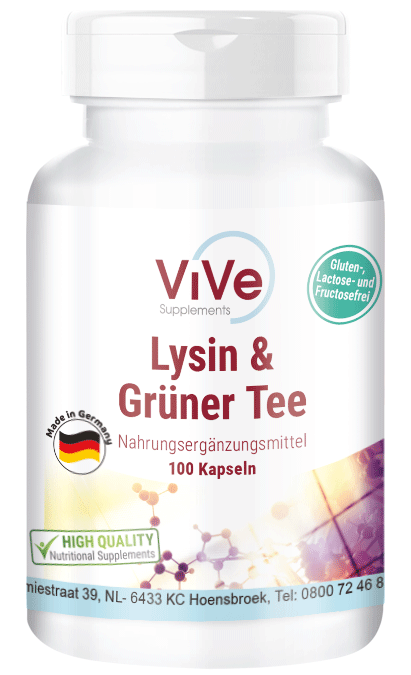 ViVe
Supplements
Gluten-,
Lactose- und
Fructosefrei
Lysin &
Grüner Tee
Nahrungsergänzungsmittel
100 Kapseln
Made in Germany
HIGH QUALITY
Nutritional Supplements
39, NL- 6433 KC Hoensbroek, Tel: 0800 72 46 8